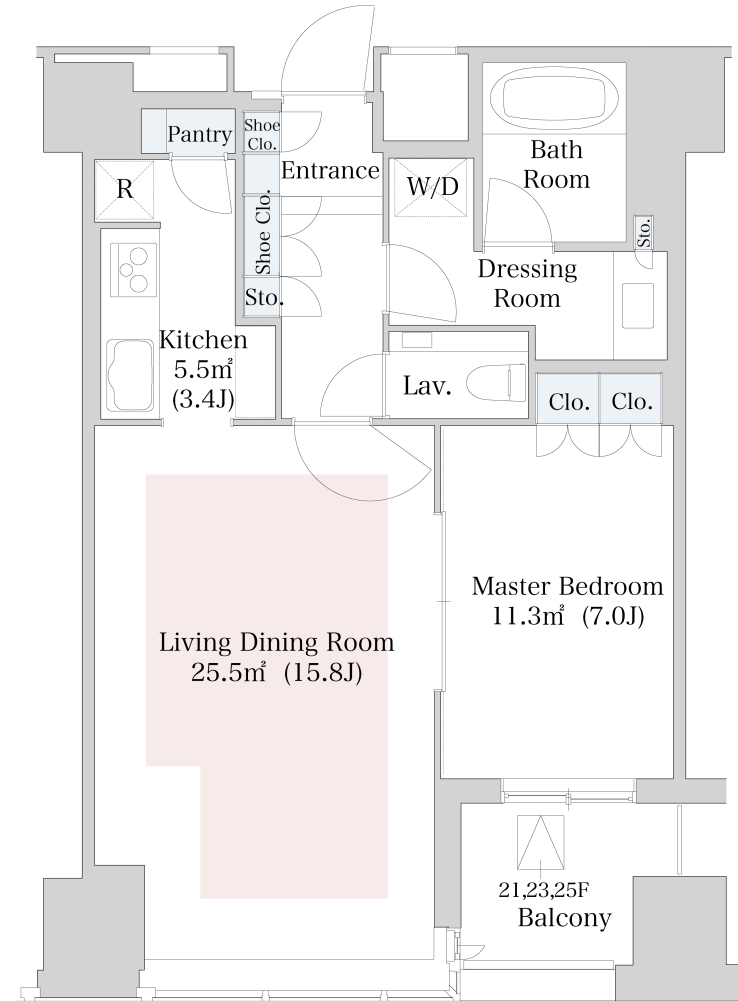 Pantry
Shoe
Clo.
Entrance
Bath
Room
R
W/D
Shoe Clo.
Sto.
Dressing
Room
Sto.
Kitchen
5.5㎡
(3.4J)
Lav.
Clo.
Clo.
Master Bedroom
11.3㎡ (7.0J)
Living Dining Room
25.5㎡ (15.8J)
21,23,25F
Balcony